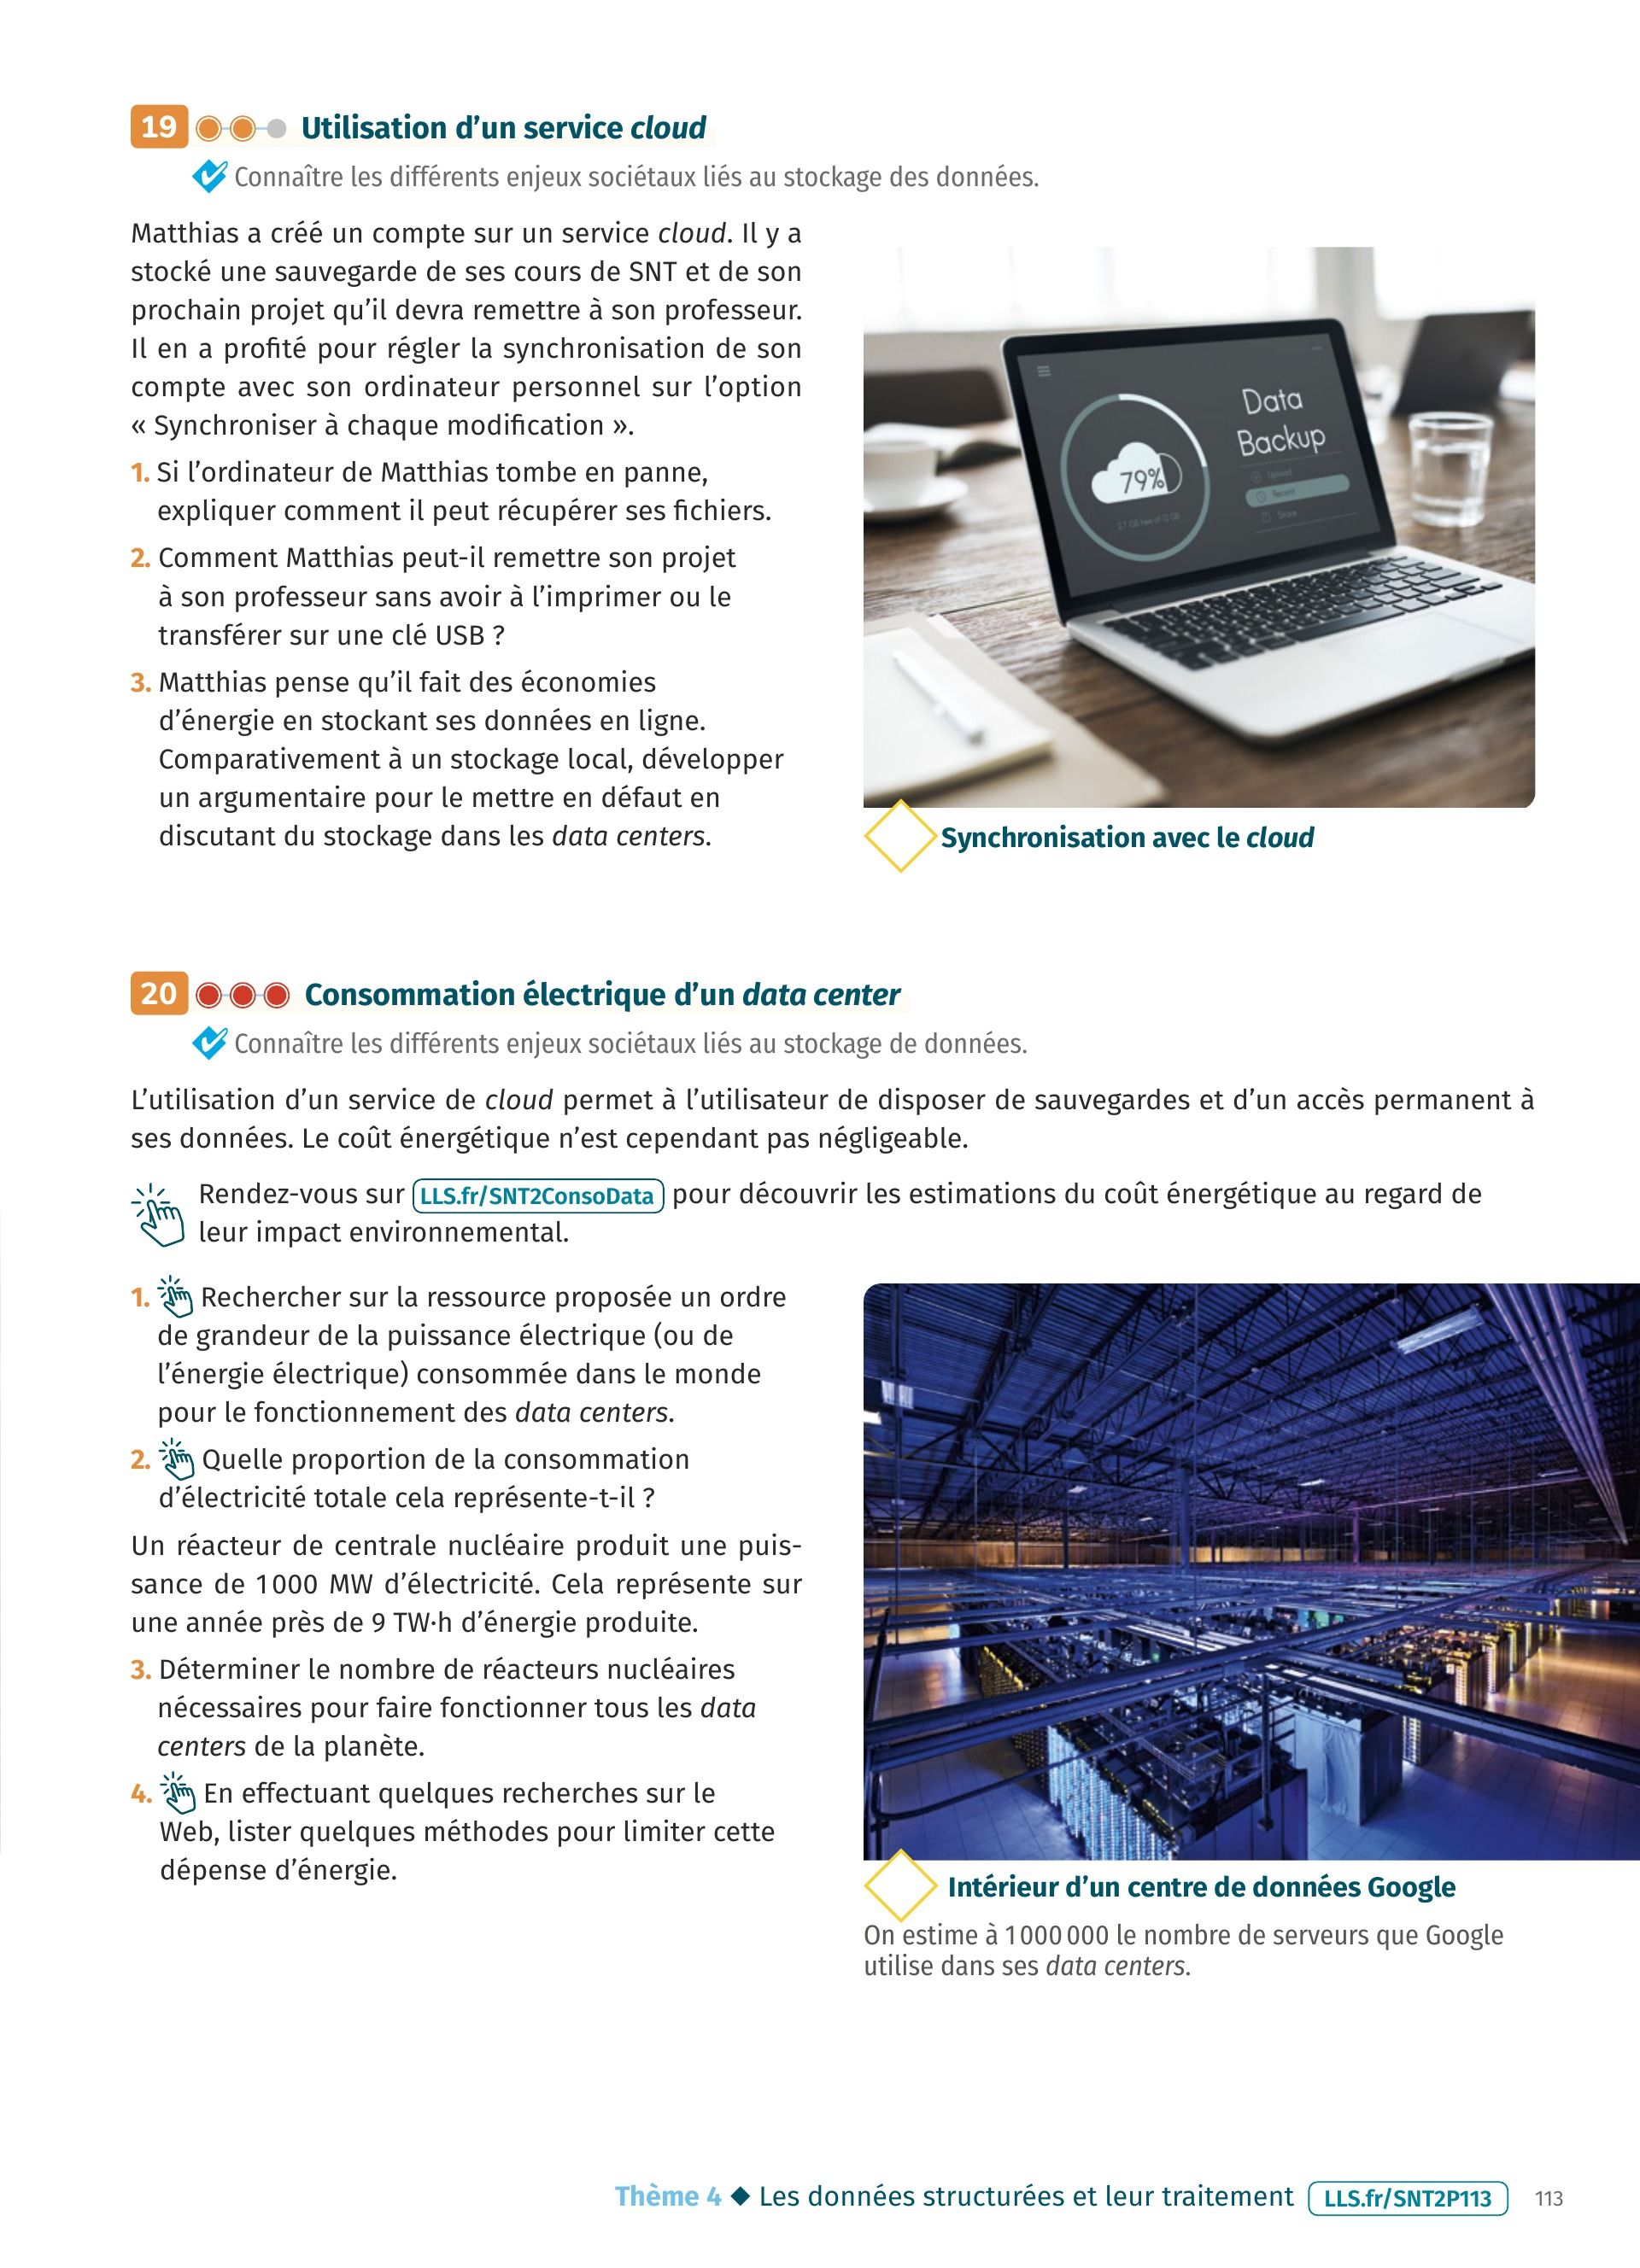 19 Utilisation d'un service cloud
Connaître les différents enjeux sociétaux liés au stockage des données.
Matthias a créé un compte sur un service cloud. Il y a
stocké une sauvegarde de ses cours de SNT et de son
prochain projet qu'il devra remettre à son professeur.
Il en a profité pour régler la synchronisation de son
compte avec son ordinateur personnel sur l'option
« Synchroniser à chaque modification ».
1. Si l'ordinateur de Matthias tombe en panne,
expliquer comment il peut récupérer ses fichiers.
2. Comment Matthias peut-il remettre son projet
à son professeur sans avoir à l'imprimer ou le
transférer sur une clé USB ?
3. Matthias pense qu'il fait des économies
d'énergie en stockant ses données en ligne.
Comparativement à un stockage local, développer
un argumentaire pour le mettre en défaut en
discutant du stockage dans les data centers.
Data
Backup
79%
Upload
Recent
Share
Synchronisation avec le cloud
20 Consommation électrique d'un data center
Connaître les différents enjeux sociétaux liés au stockage de données.
L'utilisation d'un service de cloud permet à l'utilisateur de disposer de sauvegardes et d'un accès permanent à
ses données. Le coût énergétique n'est cependant pas négligeable.
Rendez-vous sur LLS.fr/SNT2ConsoData pour découvrir les estimations du coût énergétique au regard de
leur impact environnemental.
1. Rechercher sur la ressource proposée un ordre
de grandeur de la puissance électrique (ou de
l'énergie électrique) consommée dans le monde
pour le fonctionnement des data centers.
2. Quelle proportion de la consommation
d'électricité totale cela représente-t-il ?
Un réacteur de centrale nucléaire produit une puis-
sance de 1 000 MW d'électricité. Cela représente sur
une année près de 9 TW·h d'énergie produite.
3. Déterminer le nombre de réacteurs nucléaires
nécessaires pour faire fonctionner tous les data
centers de la planète.
4. En effectuant quelques recherches sur le
Web, lister quelques méthodes pour limiter cette
dépense d'énergie.
Intérieur d'un centre de données Google
On estime à 1 000 000 le nombre de serveurs que Google
utilise dans ses data centers.
Thème 4 ◆ Les données structurées et leur traitement LLS.fr/SNT2P113 113